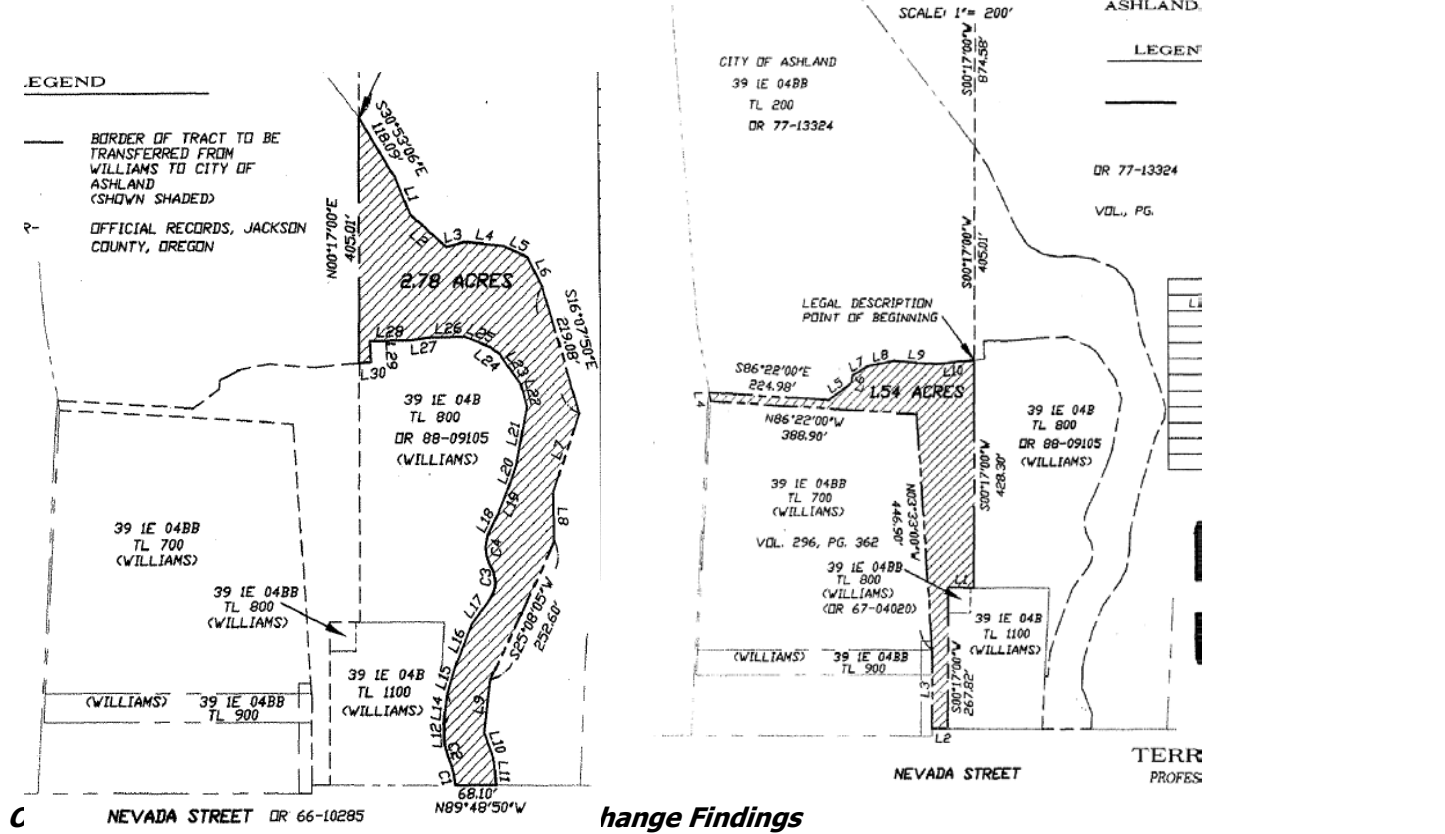 .EGEND
BORDER OF TRACT TO BE
TRANSFERRED FROM
WILLIAMS TO CITY OF
ASHLAND
(SHOWN SHADED)
R-
OFFICIAL RECORDS, JACKSON
COUNTY, OREGON
S30°53'06"E
118.09'
L1
L2
L3
L4
L5
L6
N00°17'00"E
405.01'
2.78 ACRES
S16°07'50"E
219.08'
L28
L26
L25
L27
L29
L24
L30
L23
L22
39 1E 04B
TL 800
OR 88-09105
(WILLIAMS)
L21
L7
L20
L19
L18
L8
C4
C3
39 1E 04BB
TL 700
(WILLIAMS)
39 1E 04BB
TL 800
(WILLIAMS)
L17
S25°08'05"W
252.60'
L16
L15
39 1E 04B
TL 1100
(WILLIAMS)
(WILLIAMS)
39 1E 04BB
TL 900
L14
L9
L12
C2
L10
C1
L11
68.10'
N89°48'50"W
NEVADA STREET OR 66-10285
SCALE: 1"= 200'
ASHLAND
LEGEN
CITY OF ASHLAND
39 1E 04BB
TL 200
OR 77-13324
S00°17'00"W
874.58'
OR 77-13324
VOL., PG.
S00°17'00"W
405.01'
LEGAL DESCRIPTION
POINT OF BEGINNING
S86°22'00"E
224.98'
L4
L5
L6
L7
L8
L9
L10
1.54 ACRES
N86°22'00"W
388.90'
39 1E 04B
TL 800
OR 88-09105
(WILLIAMS)
S00°17'00"W
428.30'
39 1E 04BB
TL 700
(WILLIAMS)
VOL. 296, PG. 362
N03°33'00"W
446.90'
39 1E 04BB
TL 800
(WILLIAMS)
(OR 67-04020)
L1
39 1E 04B
TL 1100
(WILLIAMS)
(WILLIAMS)
39 1E 04BB
TL 900
L3
S00°17'00"W
267.82'
L2
NEVADA STREET
TERR
PROFES
hange Findings